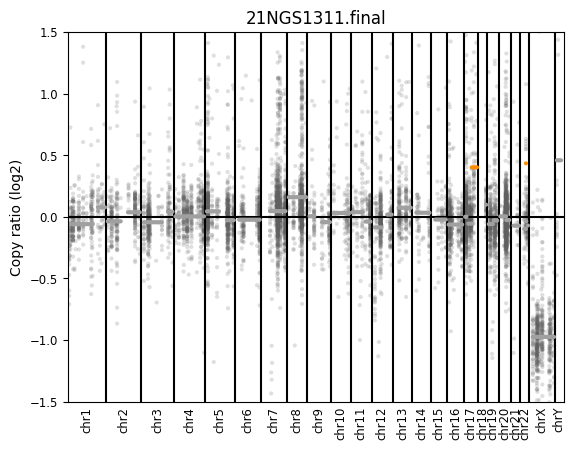 21NGS1311.final
Copy ratio (log2)
1.5
1.0
0.5
0.0
−0.5
−1.0
−1.5
chr1
chr2
chr3
chr4
chr5
chr6
chr7
chr8
chr9
chr10
chr11
chr12
chr13
chr14
chr15
chr16
chr17
chr18
chr19
chr20
chr21
chr22
chrX
chrY